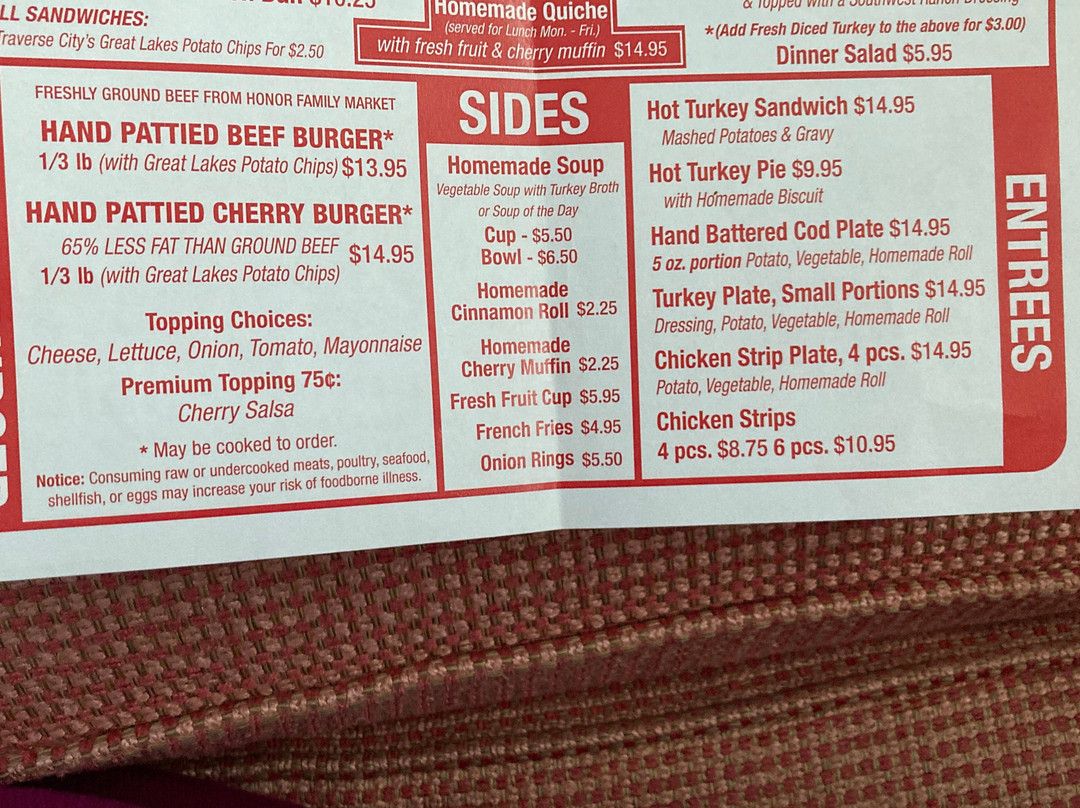 $10.25
LL SANDWICHES:
Traverse City's Great Lakes Potato Chips For $2.50
Homemade Quiche
(served for Lunch Mon. - Fri.)
with fresh fruit & cherry muffin $14.95
& Topped with a Southwest Ranch Dressing
*(Add Fresh Diced Turkey to the above for $3.00)
Dinner Salad $5.95
FRESHLY GROUND BEEF FROM HONOR FAMILY MARKET
HAND PATTIED BEEF BURGER*
1/3 lb (with Great Lakes Potato Chips) $13.95
HAND PATTIED CHERRY BURGER*
65% LESS FAT THAN GROUND BEEF $14.95
1/3 lb (with Great Lakes Potato Chips)
Topping Choices:
Cheese, Lettuce, Onion, Tomato, Mayonnaise
Premium Topping 75¢:
Cherry Salsa
* May be cooked to order.
Notice: Consuming raw or undercooked meats, poultry, seafood,
shellfish, or eggs may increase your risk of foodborne illness.
SIDES
Homemade Soup
Vegetable Soup with Turkey Broth
or Soup of the Day
Cup - $5.50
Bowl - $6.50
Homemade
Cinnamon Roll $2.25
Homemade
Cherry Muffin $2.25
Fresh Fruit Cup $5.95
French Fries $4.95
Onion Rings $5.50
Hot Turkey Sandwich $14.95
Mashed Potatoes & Gravy
Hot Turkey Pie $9.95
with Homemade Biscuit
Hand Battered Cod Plate $14.95
5 oz. portion Potato, Vegetable, Homemade Roll
Turkey Plate, Small Portions $14.95
Dressing, Potato, Vegetable, Homemade Roll
Chicken Strip Plate, 4 pcs. $14.95
Potato, Vegetable, Homemade Roll
Chicken Strips
4 pcs. $8.75 6 pcs. $10.95
ENTREES